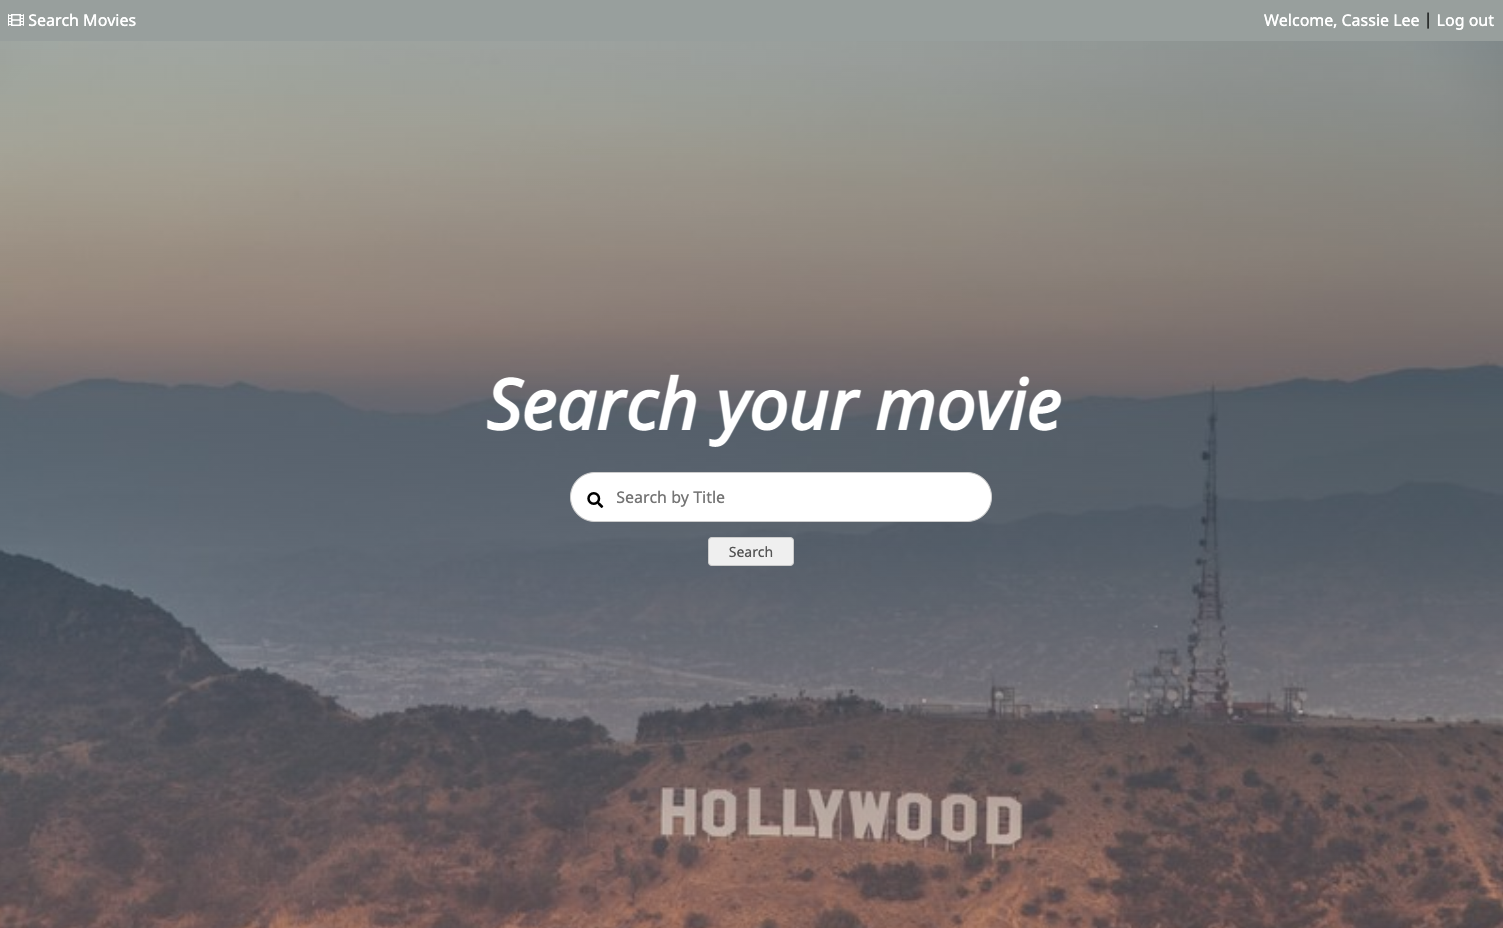 Search Movies
Welcome, Cassie Lee | Log out
Search your movie
Search by Title
Search
HOLLYWOOD